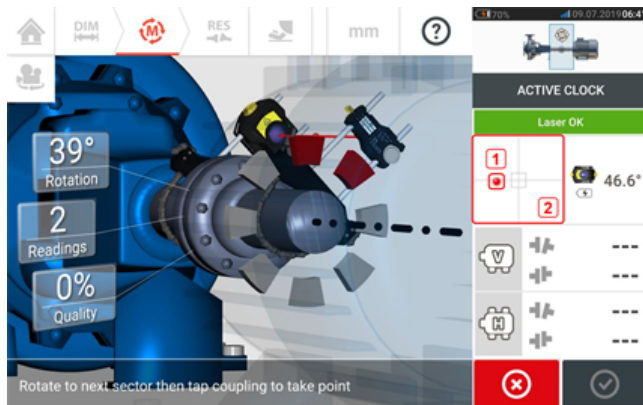 DIM
M
RES
mm
?
70%
09.07.2019 06:4
ACTIVE CLOCK
Laser OK
39°
Rotation
2
Readings
0%
Quality
1
2
46.6°
V
---
---
H
---
---
Rotate to next sector then tap coupling to take point